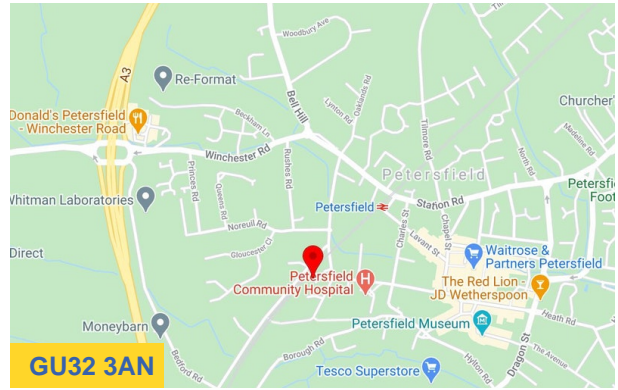 Woodbury Ave
A3
Re-Format
Bell Hill
Lynton Rd
Oaklands Rd
Tilmore Rd
Churcher'
Donald's Petersfield
- Winchester Road
Beckham Ln
Winchester Rd
Rushes Rd
Princes Rd
Queens Rd
North Rd
Madeline Rd
Petersfield
Petersfi
Foot
Whitman Laboratories
Petersfield
Station Rd
Noreuil Rd
Charles St
Chapel St
Lavant St
Gloucester Cl
Direct
Waitrose &
Partners Petersfield
Petersfield
Community Hospital
H
The Red Lion -
JD Wetherspoon
Moneybarn
Petersfield Museum
Heath Rd
Dragon St
The Avenue
Borough Rd
Bedford Rd
Hylton Rd
Tesco Superstore
GU32 3AN